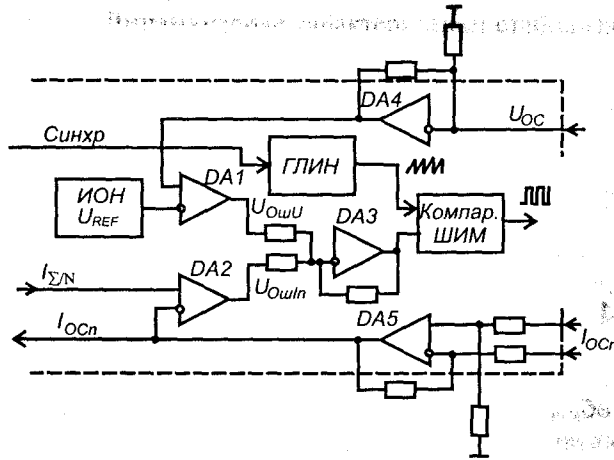 DA4
U_OC
Синхр
DA1
ГЛИН
ИОН
U_REF
U_ОшU
DA3
Компар.
ШИМ
I_Σ/N
DA2
U_ОшIn
DA5
I_OCn
I_OCn